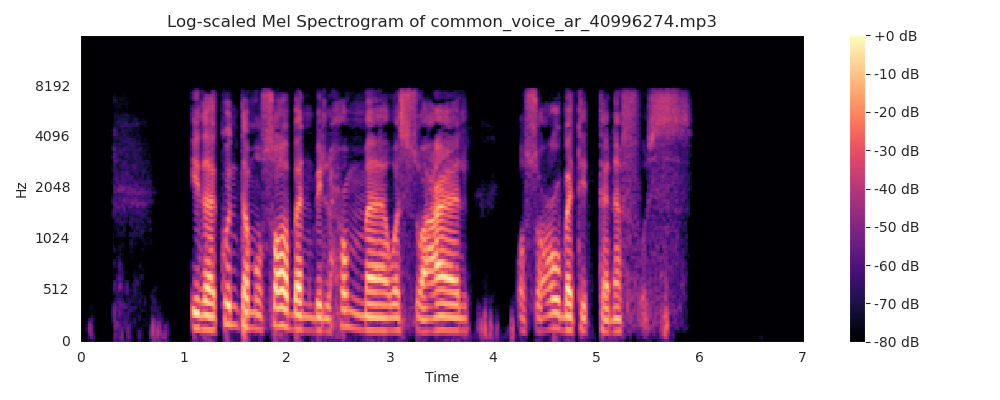 Log-scaled Mel Spectrogram of common_voice_ar_40996274.mp3
8192
4096
2048
1024
512
0
Hz
0 1 2 3 4 5 6 7
Time
+0 dB
-10 dB
-20 dB
-30 dB
-40 dB
-50 dB
-60 dB
-70 dB
-80 dB